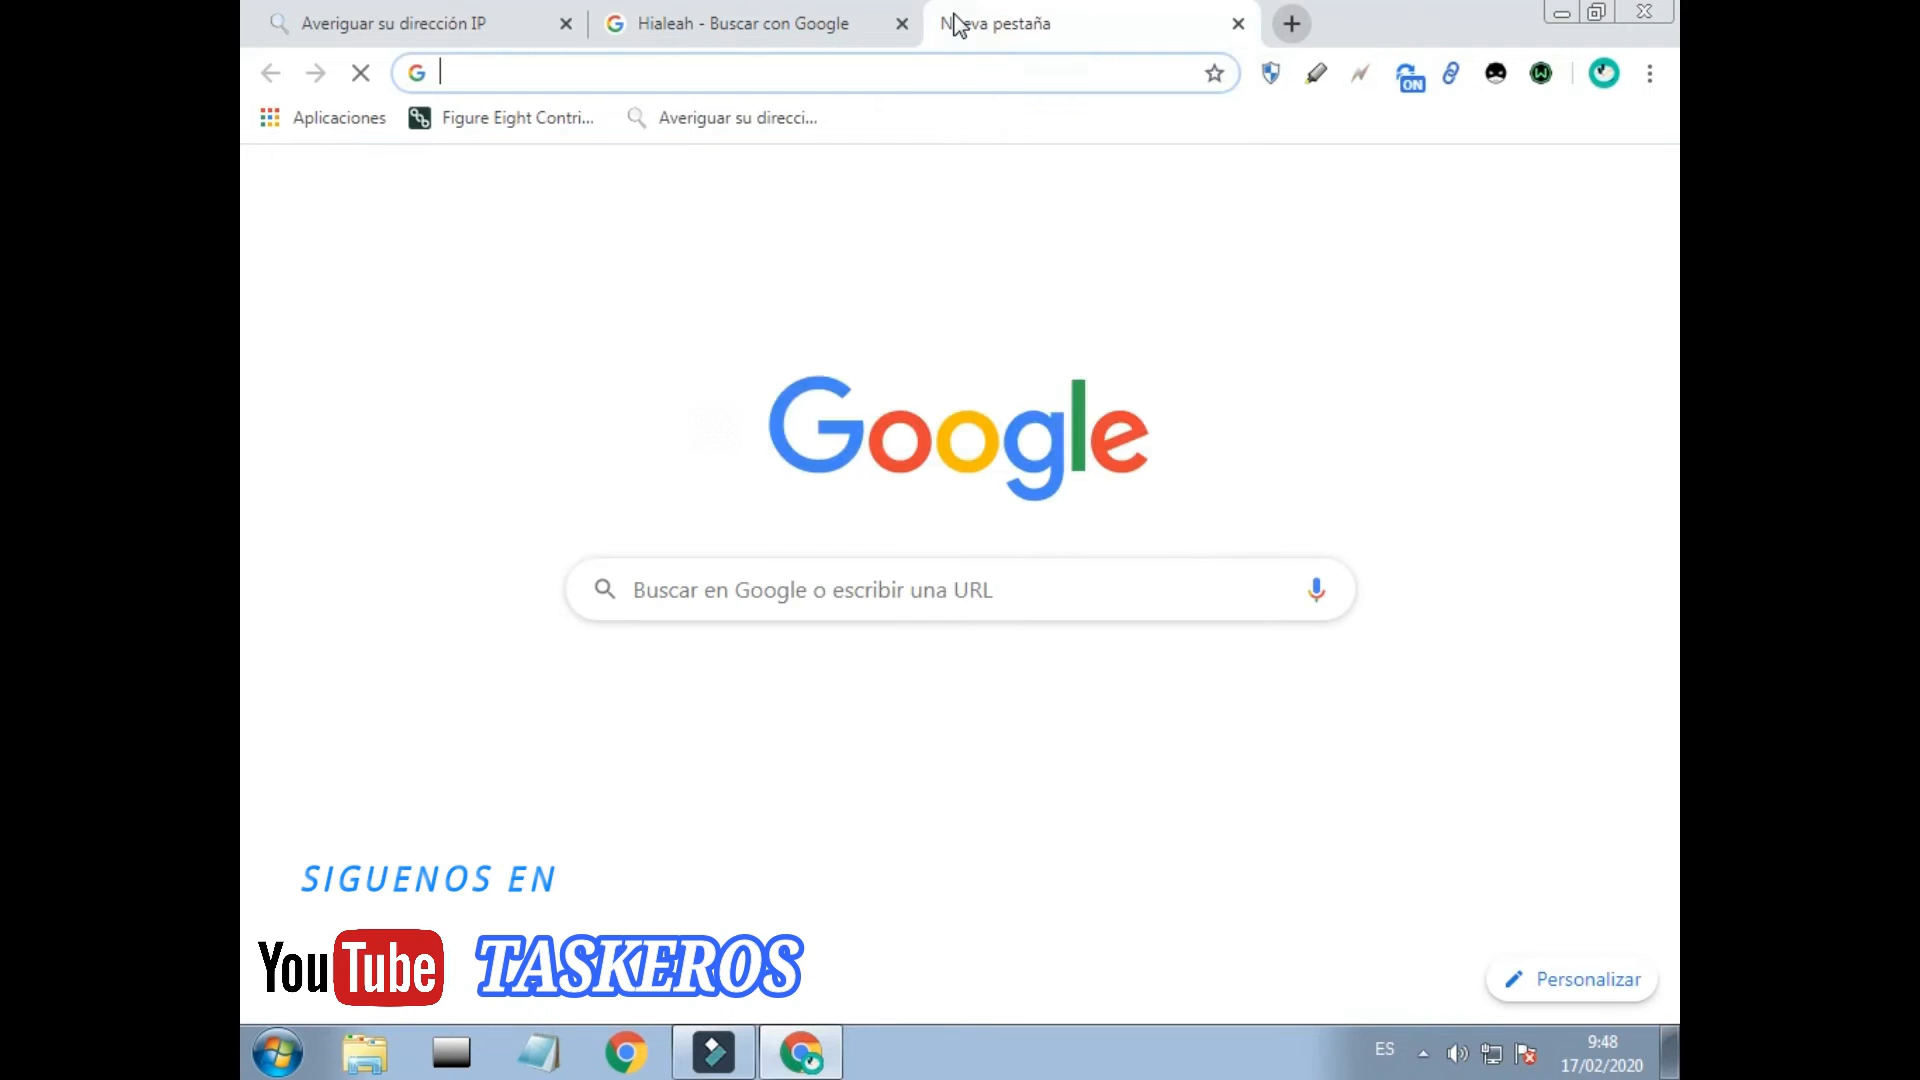 Averiguar su dirección IP
Hialeah - Buscar con Google
Nueva pestaña
Aplicaciones
Figure Eight Contri...
Averiguar su direcci...
ON
Google
Buscar en Google o escribir una URL
SIGUENOS EN
YouTube TASKEROS
Personalizar
ES
9:48
17/02/2020